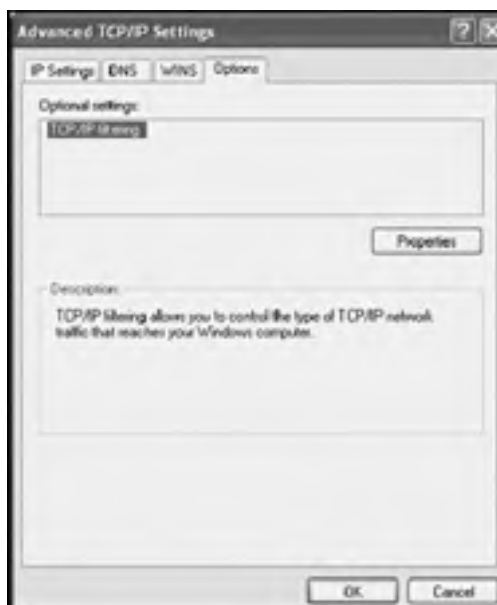 Advanced TCP/IP Settings
IP Settings DNS WINS Options
Optional settings:
TCP/IP filtering
Properties
Description:
TCP/IP filtering allows you to control the type of TCP/IP network
traffic that reaches your Windows computer.
OK Cancel